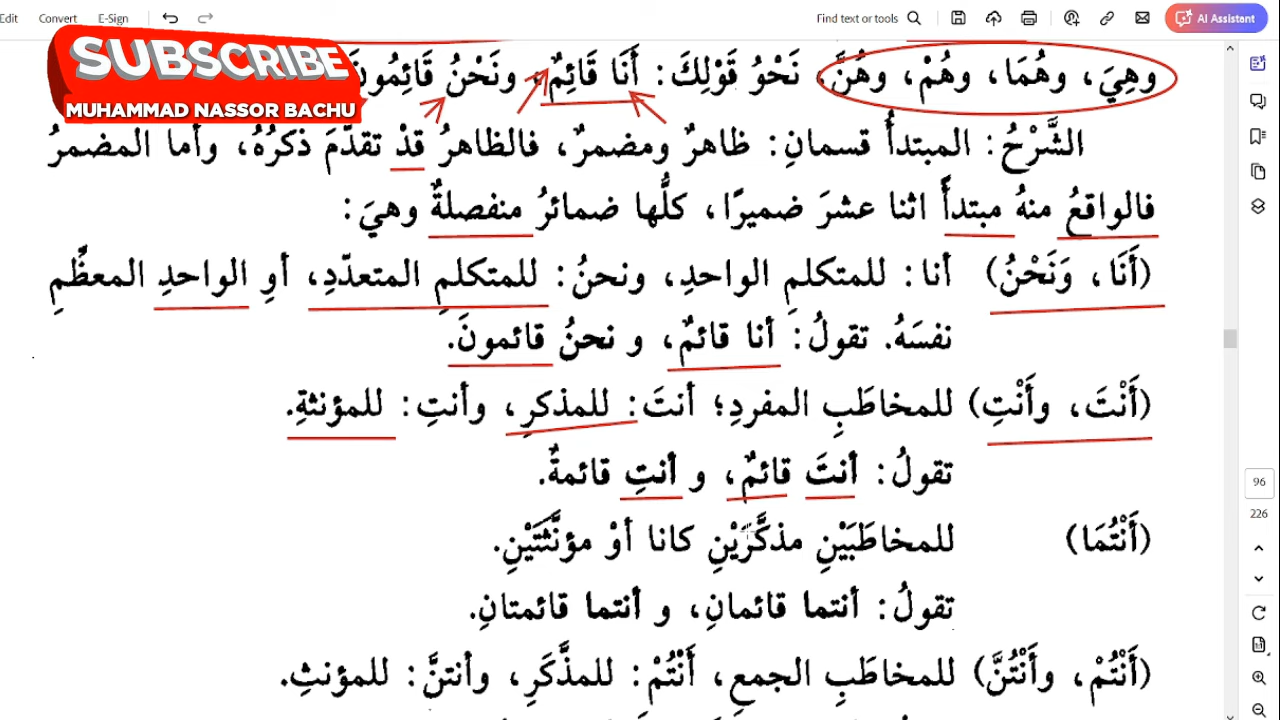 Edit Convert E-Sign Find text or tools AI Assistant
SUBSCRIBE
MUHAMMAD NASSOR BACHU
وهِيَ، وهُمَا، وهُمْ، وهُنَّ، نَحْوُ قَوْلِكَ: أَنَا قَائِمٌ، ونَحْنُ قَائِمُونَ
الشَّرْحُ: المبتدأُ قسمانِ: ظاهرٌ ومضمرٌ، فالظاهرُ قدْ تقدَّمَ ذكرُهُ، وأما المضمرُ
فالواقعُ منهُ مبتدأً اثنا عشرَ ضميرًا، كلُّها ضمائرُ منفصلةٌ وهيَ:
(أَنَا، وَنَحْنُ) أنا: للمتكلمِ الواحدِ، ونحنُ: للمتكلمِ المتعدّدِ، أوِ الواحدِ المعظِّمِ
نفسَهُ. تقولُ: أنا قائمٌ، و نحنُ قائمونَ.
(أَنْتَ، وأَنْتِ) للمخاطَبِ المفردِ؛ أنتَ: للمذكرِ، وأنتِ: للمؤنثةِ.
تقولُ: أنتَ قائمٌ، و أنتِ قائمةٌ.
(أَنْتُمَا) للمخاطَبَيْنِ مذكَّرَيْنِ كانا أوْ مؤنَّثَتَيْنِ.
تقولُ: أنتما قائمانِ، و أنتما قائمتانِ.
(أَنْتُمْ، وأَنْتُنَّ) للمخاطَبِ الجمعِ، أَنْتُمْ: للمذَّكَرِ، وأنتنَّ: للمؤنثِ.
96
226